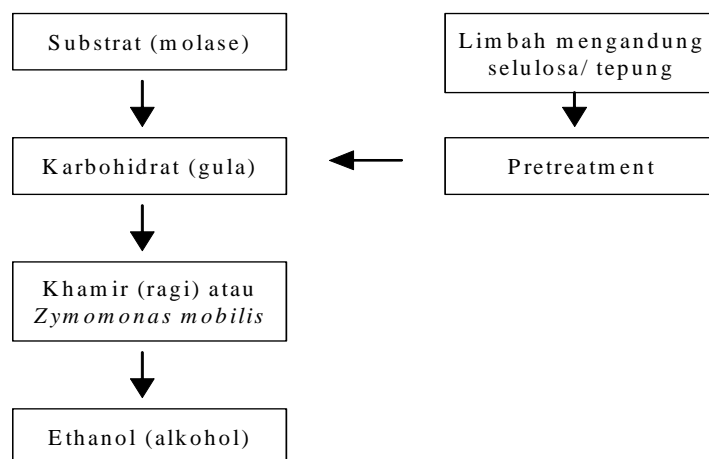 Substrat (molase)
Limbah mengandung
selulosa/ tepung
Karbohidrat (gula)
Pretreatment
Khamir (ragi) atau
Zymomonas mobilis
Ethanol (alkohol)